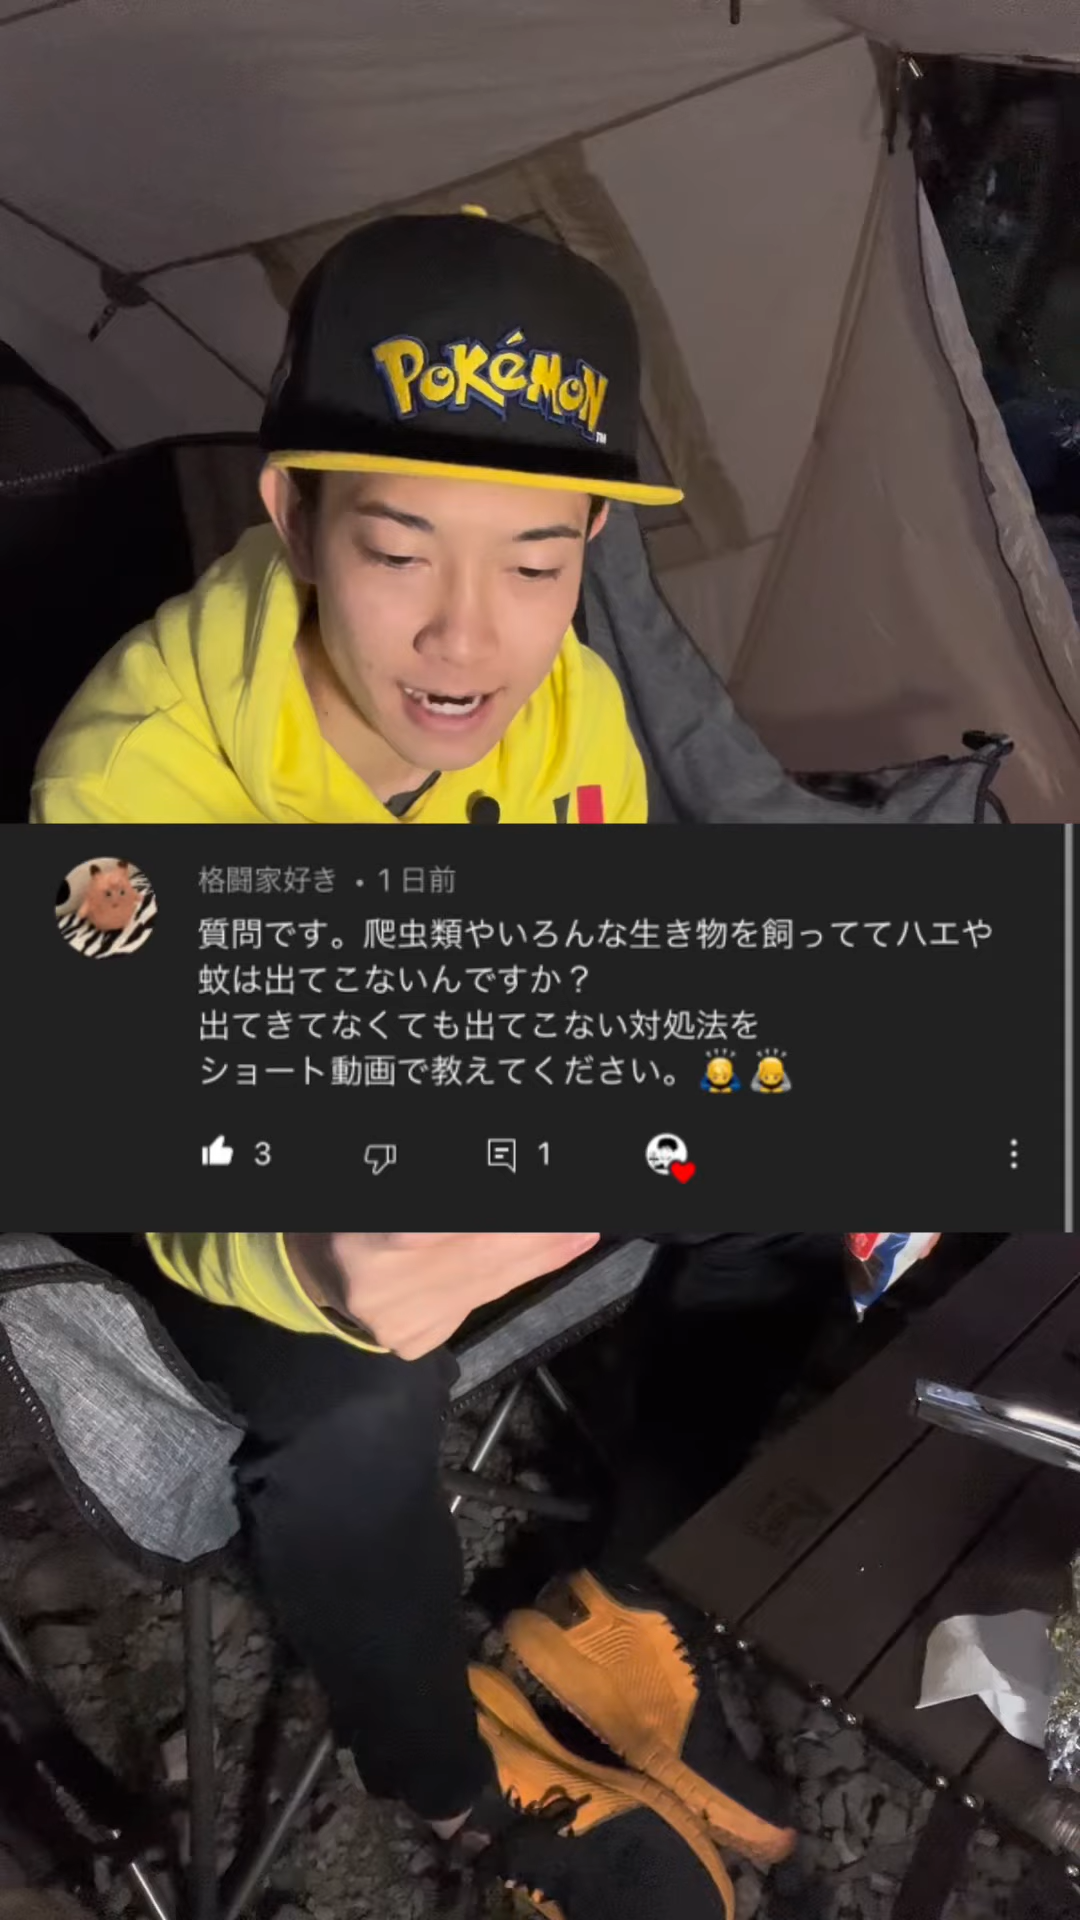 POKéMON
TM
格闘家好き・1日前
質問です。爬虫類やいろんな生き物を飼っててハエや
蚊は出てこないんですか？
出てきてなくても出てこない対処法を
ショート動画で教えてください。🙇‍♂️🙇‍♀️
3
1